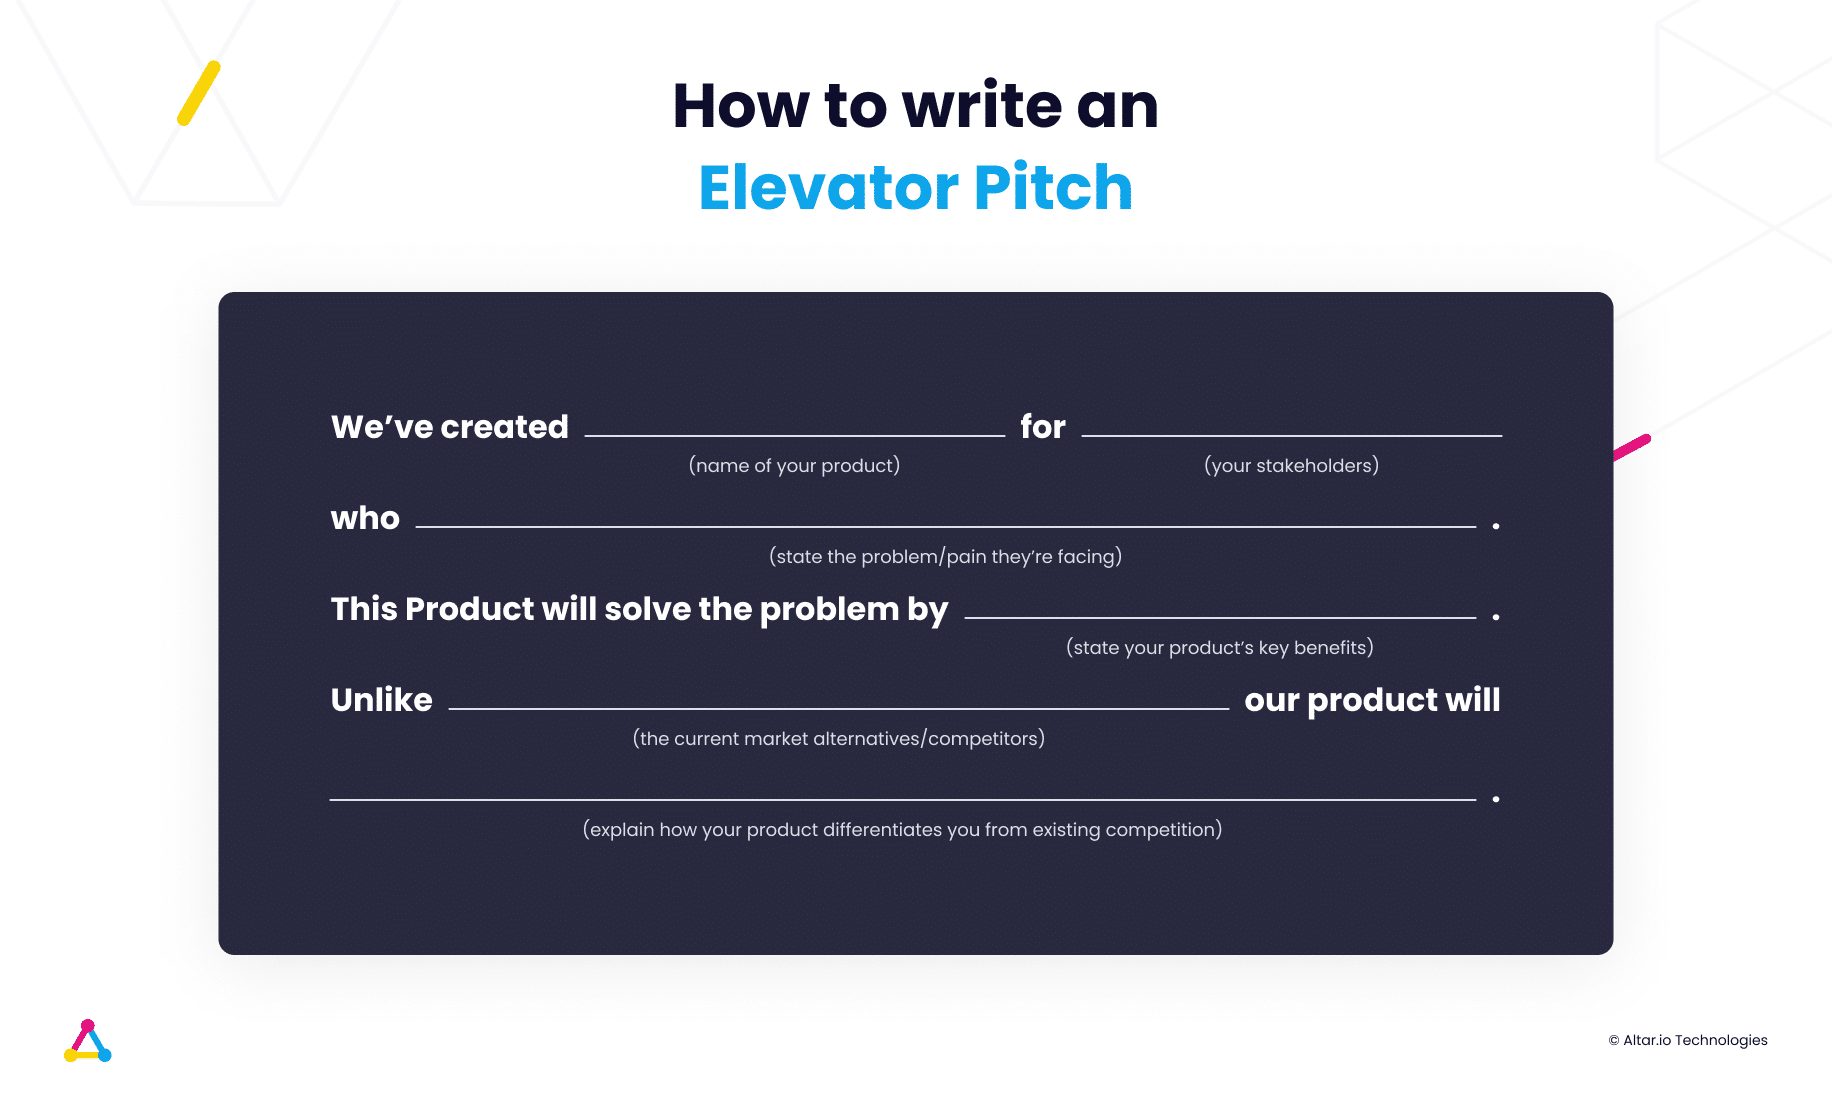 How to write an
Elevator Pitch
We’ve created ____________________ for ____________________
(name of your product) (your stakeholders)
who ____________________ .
(state the problem/pain they’re facing)
This Product will solve the problem by ____________________ .
(state your product’s key benefits)
Unlike ____________________ our product will
(the current market alternatives/competitors)
____________________ .
(explain how your product differentiates you from existing competition)
© Altar.io Technologies